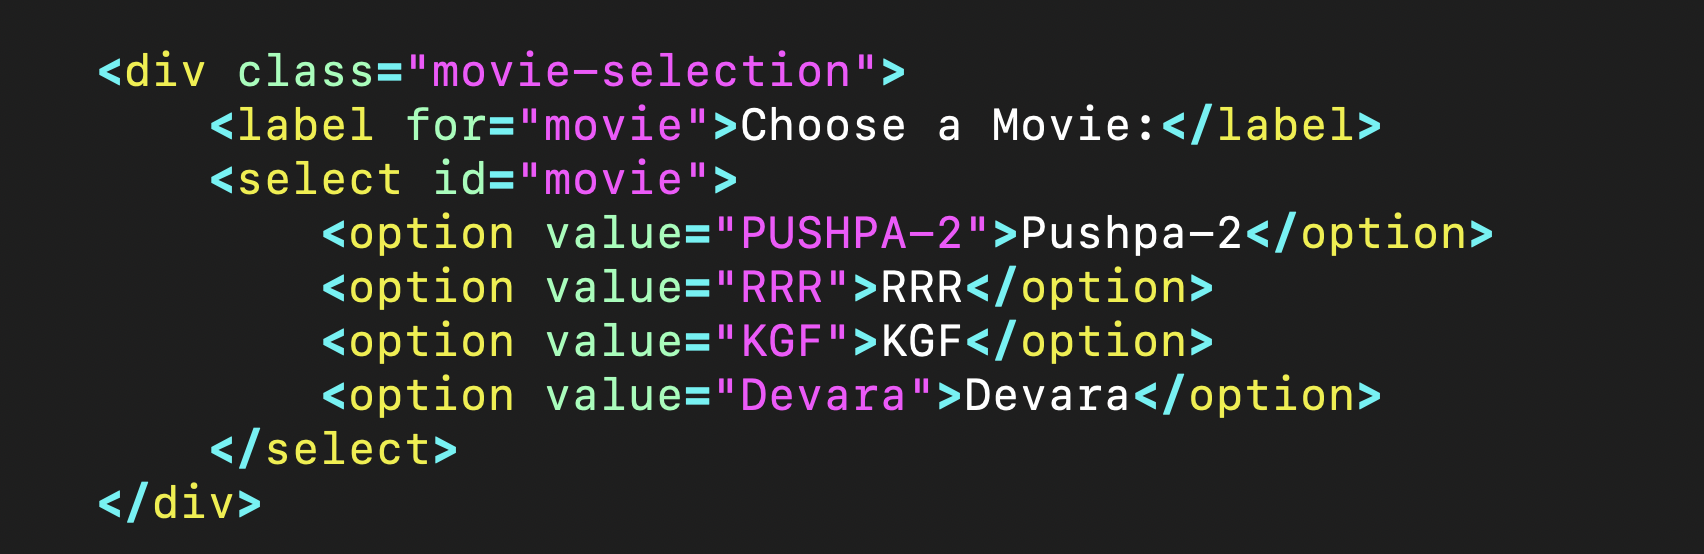 <div class="movie-selection">
    <label for="movie">Choose a Movie:</label>
    <select id="movie">
        <option value="PUSHPA-2">Pushpa-2</option>
        <option value="RRR">RRR</option>
        <option value="KGF">KGF</option>
        <option value="Devara">Devara</option>
    </select>
</div>